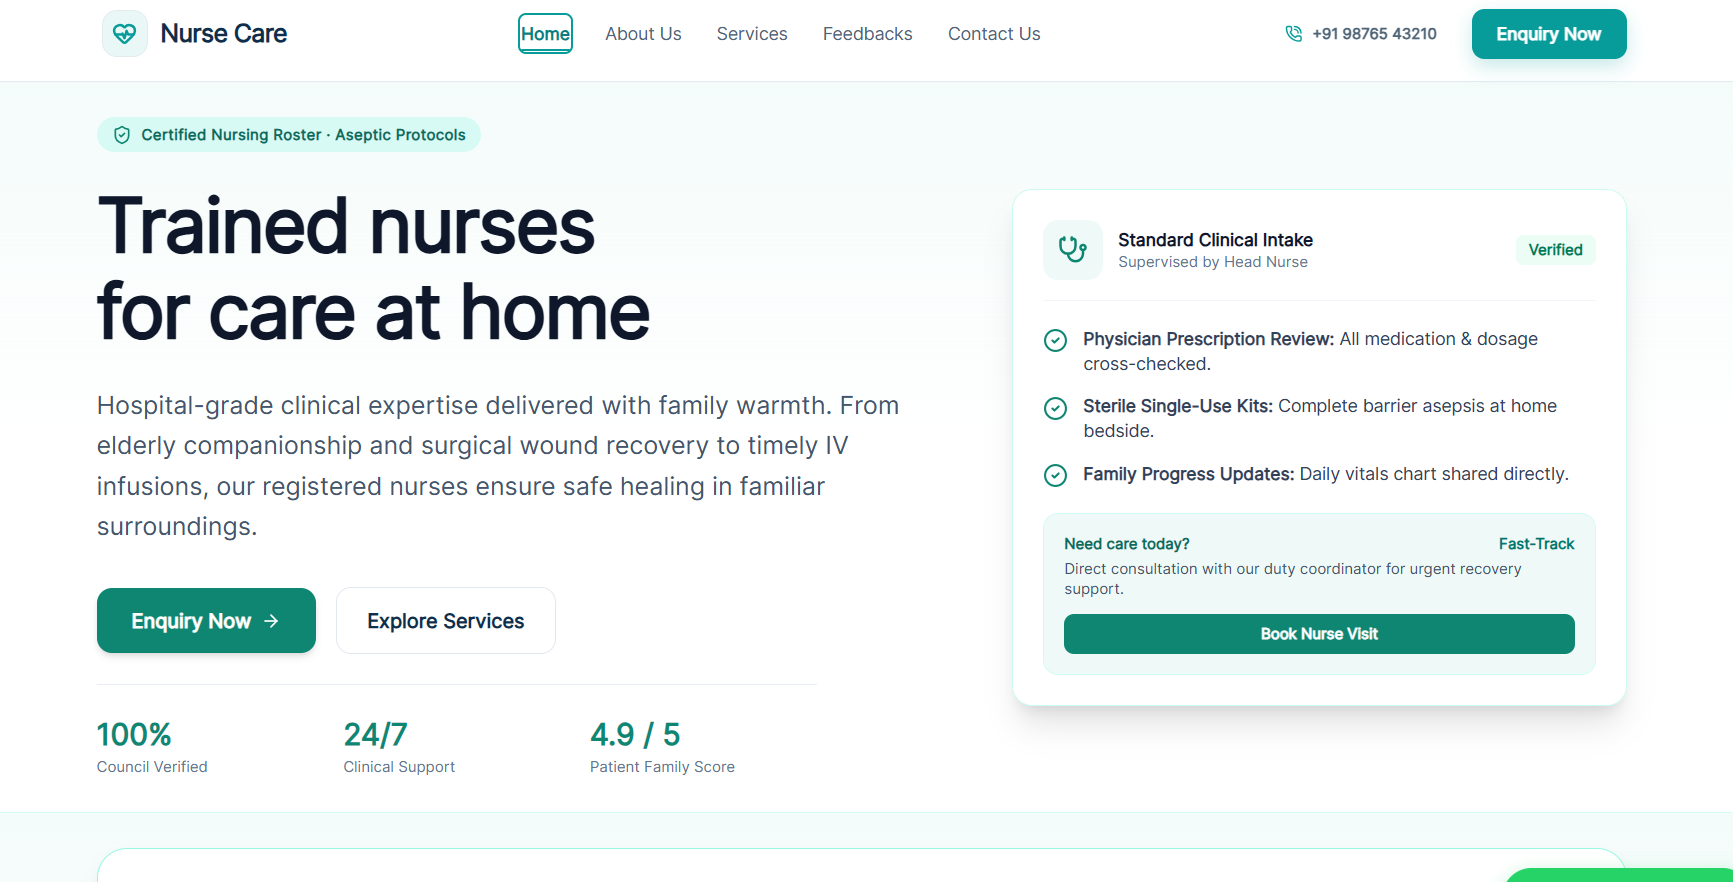 Nurse Care
Home
About Us
Services
Feedbacks
Contact Us
+91 98765 43210
Enquiry Now
Certified Nursing Roster · Aseptic Protocols
Trained nurses
for care at home
Hospital-grade clinical expertise delivered with family warmth. From
elderly companionship and surgical wound recovery to timely IV
infusions, our registered nurses ensure safe healing in familiar
surroundings.
Enquiry Now →
Explore Services
100%
Council Verified
24/7
Clinical Support
4.9 / 5
Patient Family Score
Standard Clinical Intake
Supervised by Head Nurse
Verified
Physician Prescription Review: All medication & dosage
cross-checked.
Sterile Single-Use Kits: Complete barrier asepsis at home
bedside.
Family Progress Updates: Daily vitals chart shared directly.
Need care today?
Fast-Track
Direct consultation with our duty coordinator for urgent recovery
support.
Book Nurse Visit